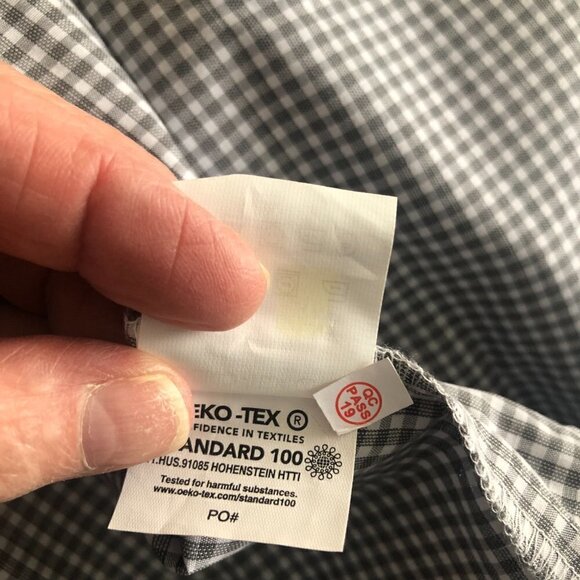 EKO-TEX ®
FIDENCE IN TEXTILES
STANDARD 100
.HUS.91085 HOHENSTEIN HTTI
Tested for harmful substances.
www.oeko-tex.com/standard100
PO#
QC
PASS
19